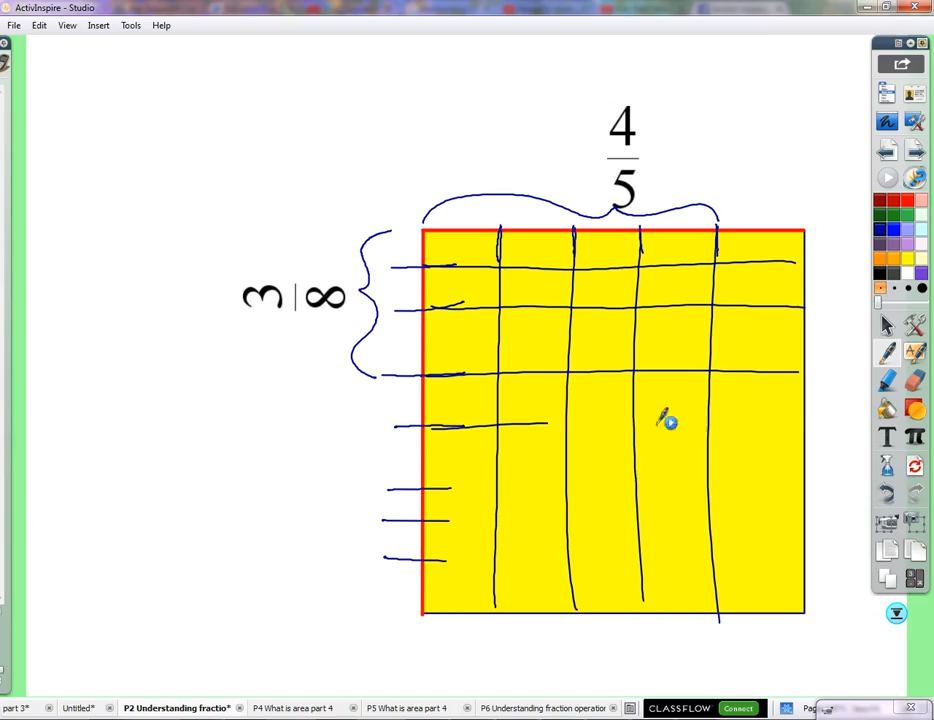 ActivInspire - Studio
File Edit View Insert Tools Help
4
5
3
8
part 3* Untitled* P2 Understanding fractio* P4 What is area part 4 P5 What is area part 4 P6 Understanding fraction operation CLASSFLOW Connect Pag